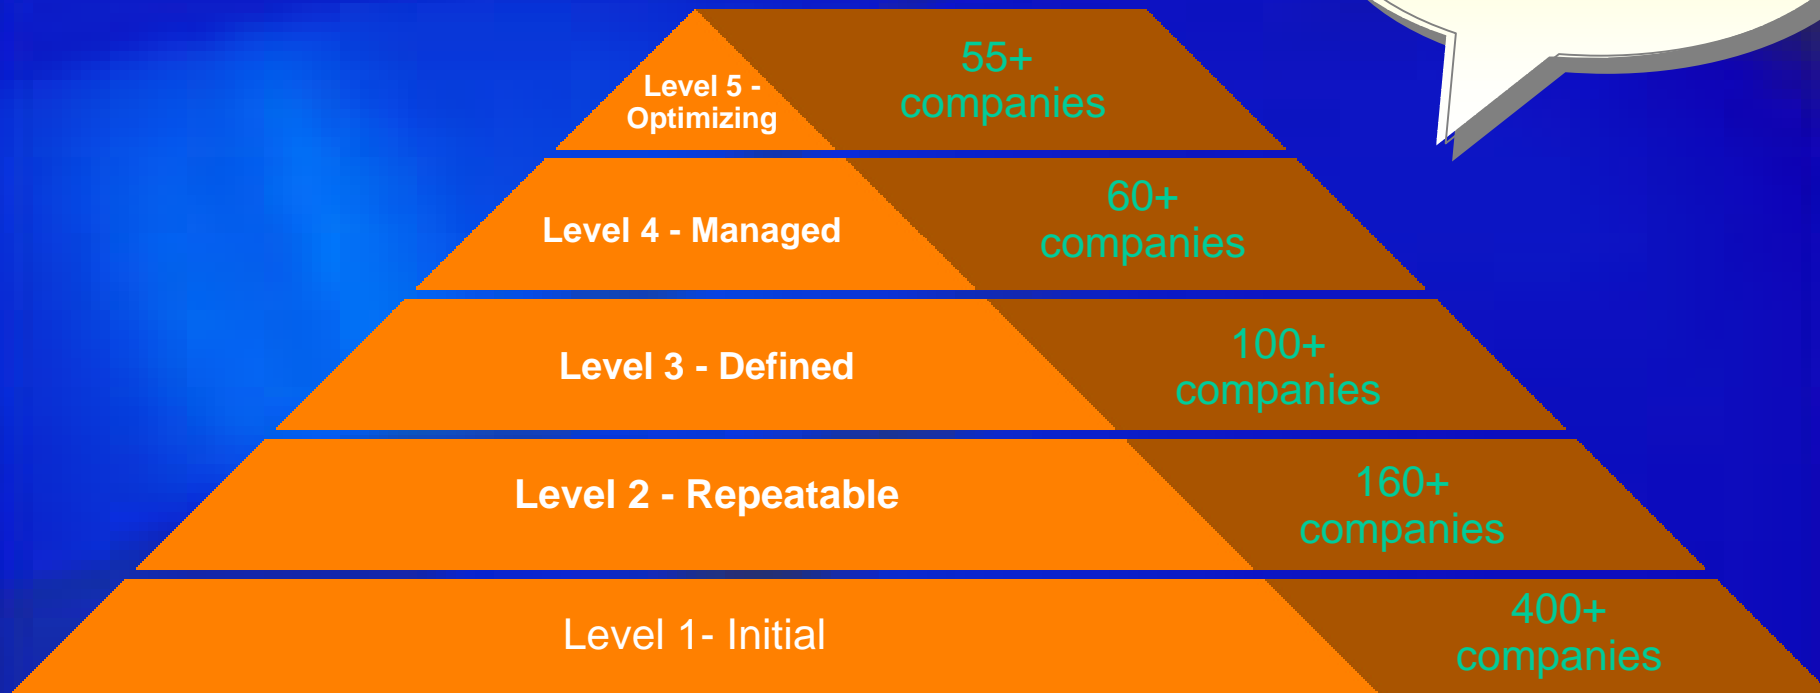 Level 5 -
Optimizing
55+
companies
Level 4 - Managed
60+
companies
Level 3 - Defined
100+
companies
Level 2 - Repeatable
160+
companies
Level 1- Initial
400+
companies